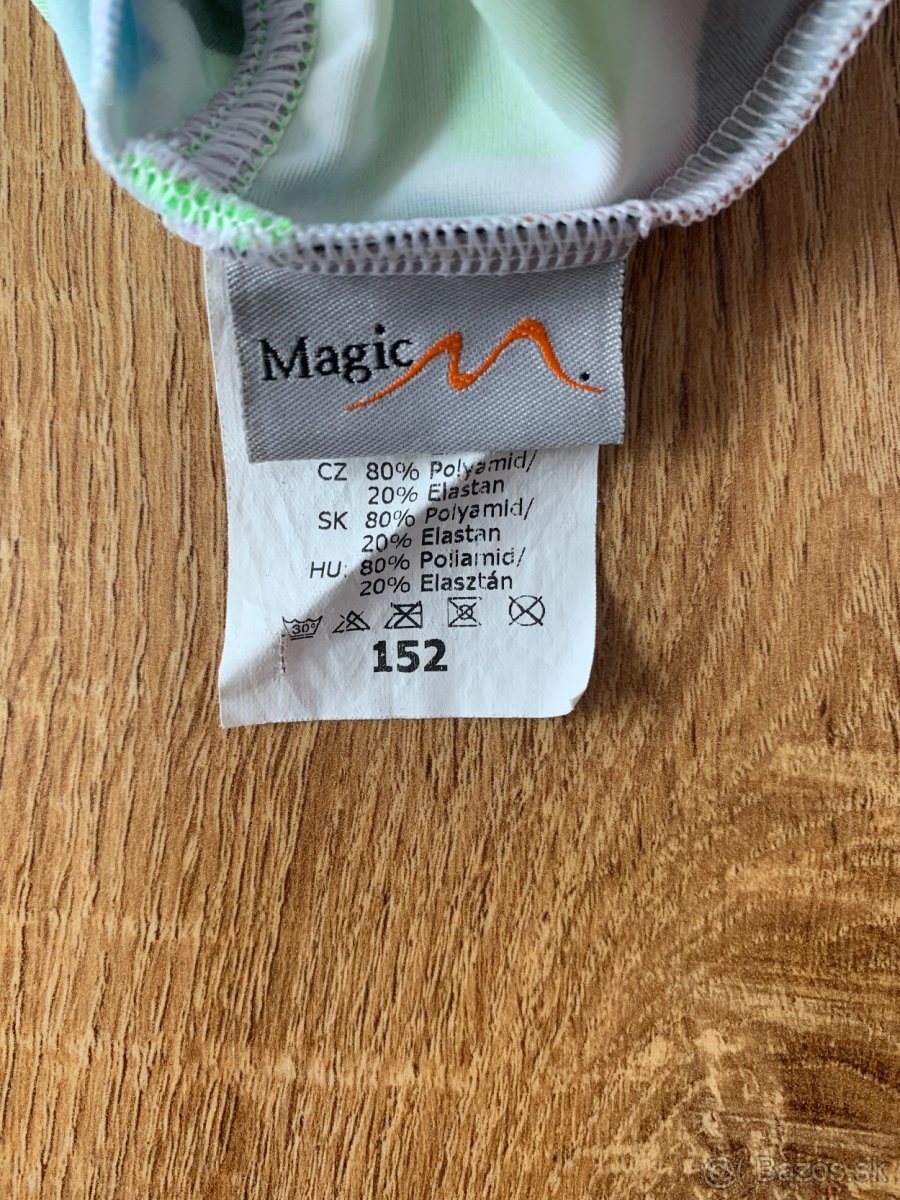 Magic
CZ 80% Polyamid/
20% Elastan
SK 80% Polyamid/
20% Elastan
HU: 80% Poliamid/
20% Elasztán
30°
152
Bazos.sk